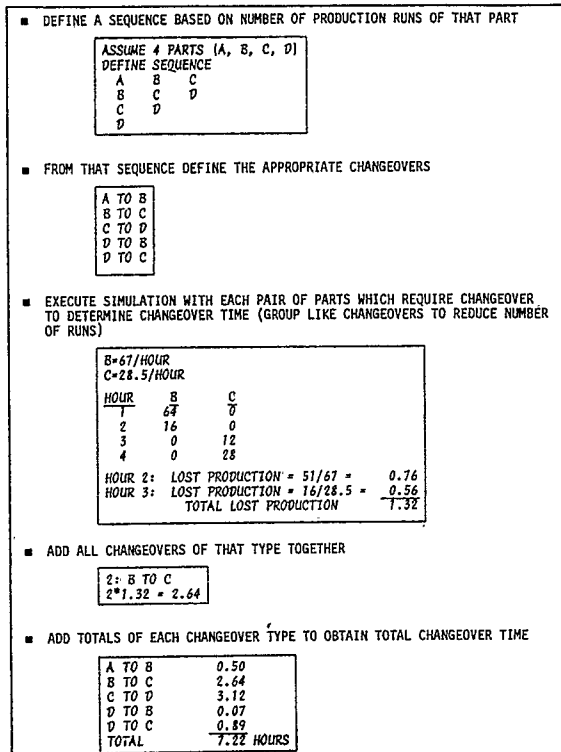 ■ DEFINE A SEQUENCE BASED ON NUMBER OF PRODUCTION RUNS OF THAT PART
ASSUME 4 PARTS (A, B, C, D)
DEFINE SEQUENCE
A B C
B C D
C D
D
■ FROM THAT SEQUENCE DEFINE THE APPROPRIATE CHANGEOVERS
A TO B
B TO C
C TO D
D TO B
D TO C
■ EXECUTE SIMULATION WITH EACH PAIR OF PARTS WHICH REQUIRE CHANGEOVER
TO DETERMINE CHANGEOVER TIME (GROUP LIKE CHANGEOVERS TO REDUCE NUMBER
OF RUNS)
B=67/HOUR
C=28.5/HOUR
HOUR B C
1 64 0
2 16 0
3 0 12
4 0 28
HOUR 2: LOST PRODUCTION = 51/67 = 0.76
HOUR 3: LOST PRODUCTION = 16/28.5 = 0.56
TOTAL LOST PRODUCTION 1.32
■ ADD ALL CHANGEOVERS OF THAT TYPE TOGETHER
2: B TO C
2*1.32 = 2.64
■ ADD TOTALS OF EACH CHANGEOVER TYPE TO OBTAIN TOTAL CHANGEOVER TIME
A TO B 0.50
B TO C 2.64
C TO D 3.12
D TO B 0.07
D TO C 0.89
TOTAL 7.22 HOURS